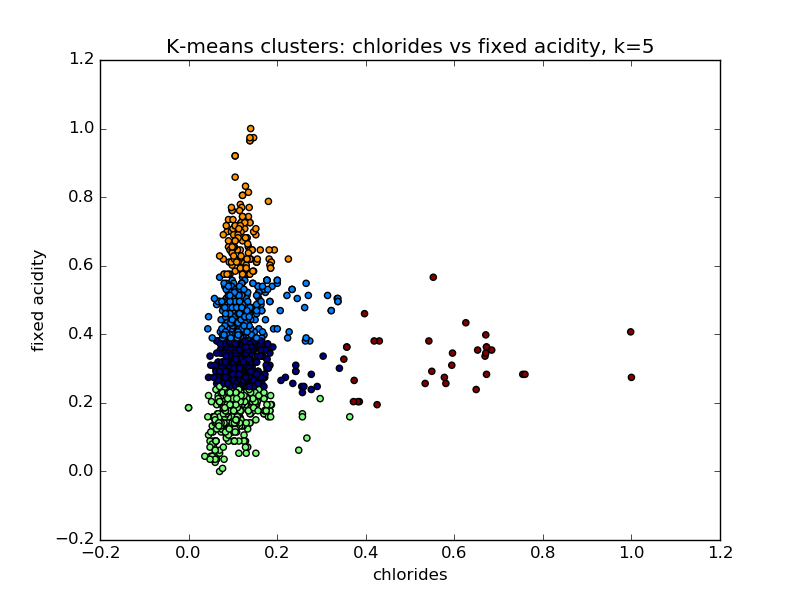 K-means clusters: chlorides vs fixed acidity, k=5
1.2
1.0
0.8
0.6
0.4
0.2
0.0
−0.2
fixed acidity
−0.2 0.0 0.2 0.4 0.6 0.8 1.0 1.2
chlorides